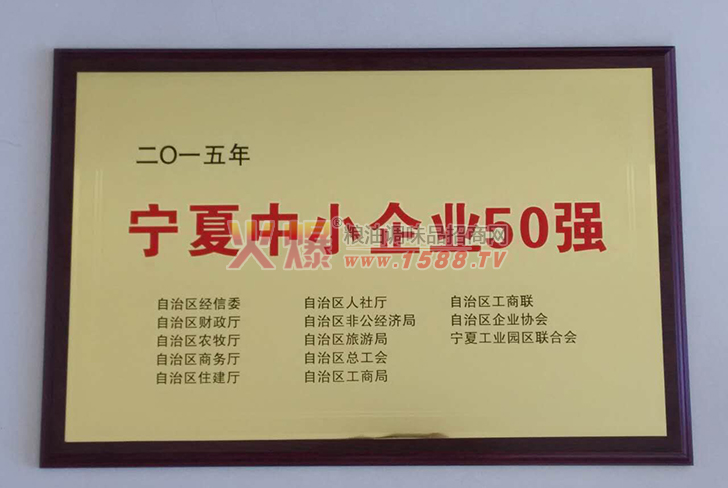 二〇一五年
宁夏中小企业50强
火爆®粮油调味品招商网
www.1588.TV
自治区经信委
自治区财政厅
自治区农牧厅
自治区商务厅
自治区住建厅
自治区人社厅
自治区非公经济局
自治区旅游局
自治区总工会
自治区工商局
自治区工商联
自治区企业协会
宁夏工业园区联合会